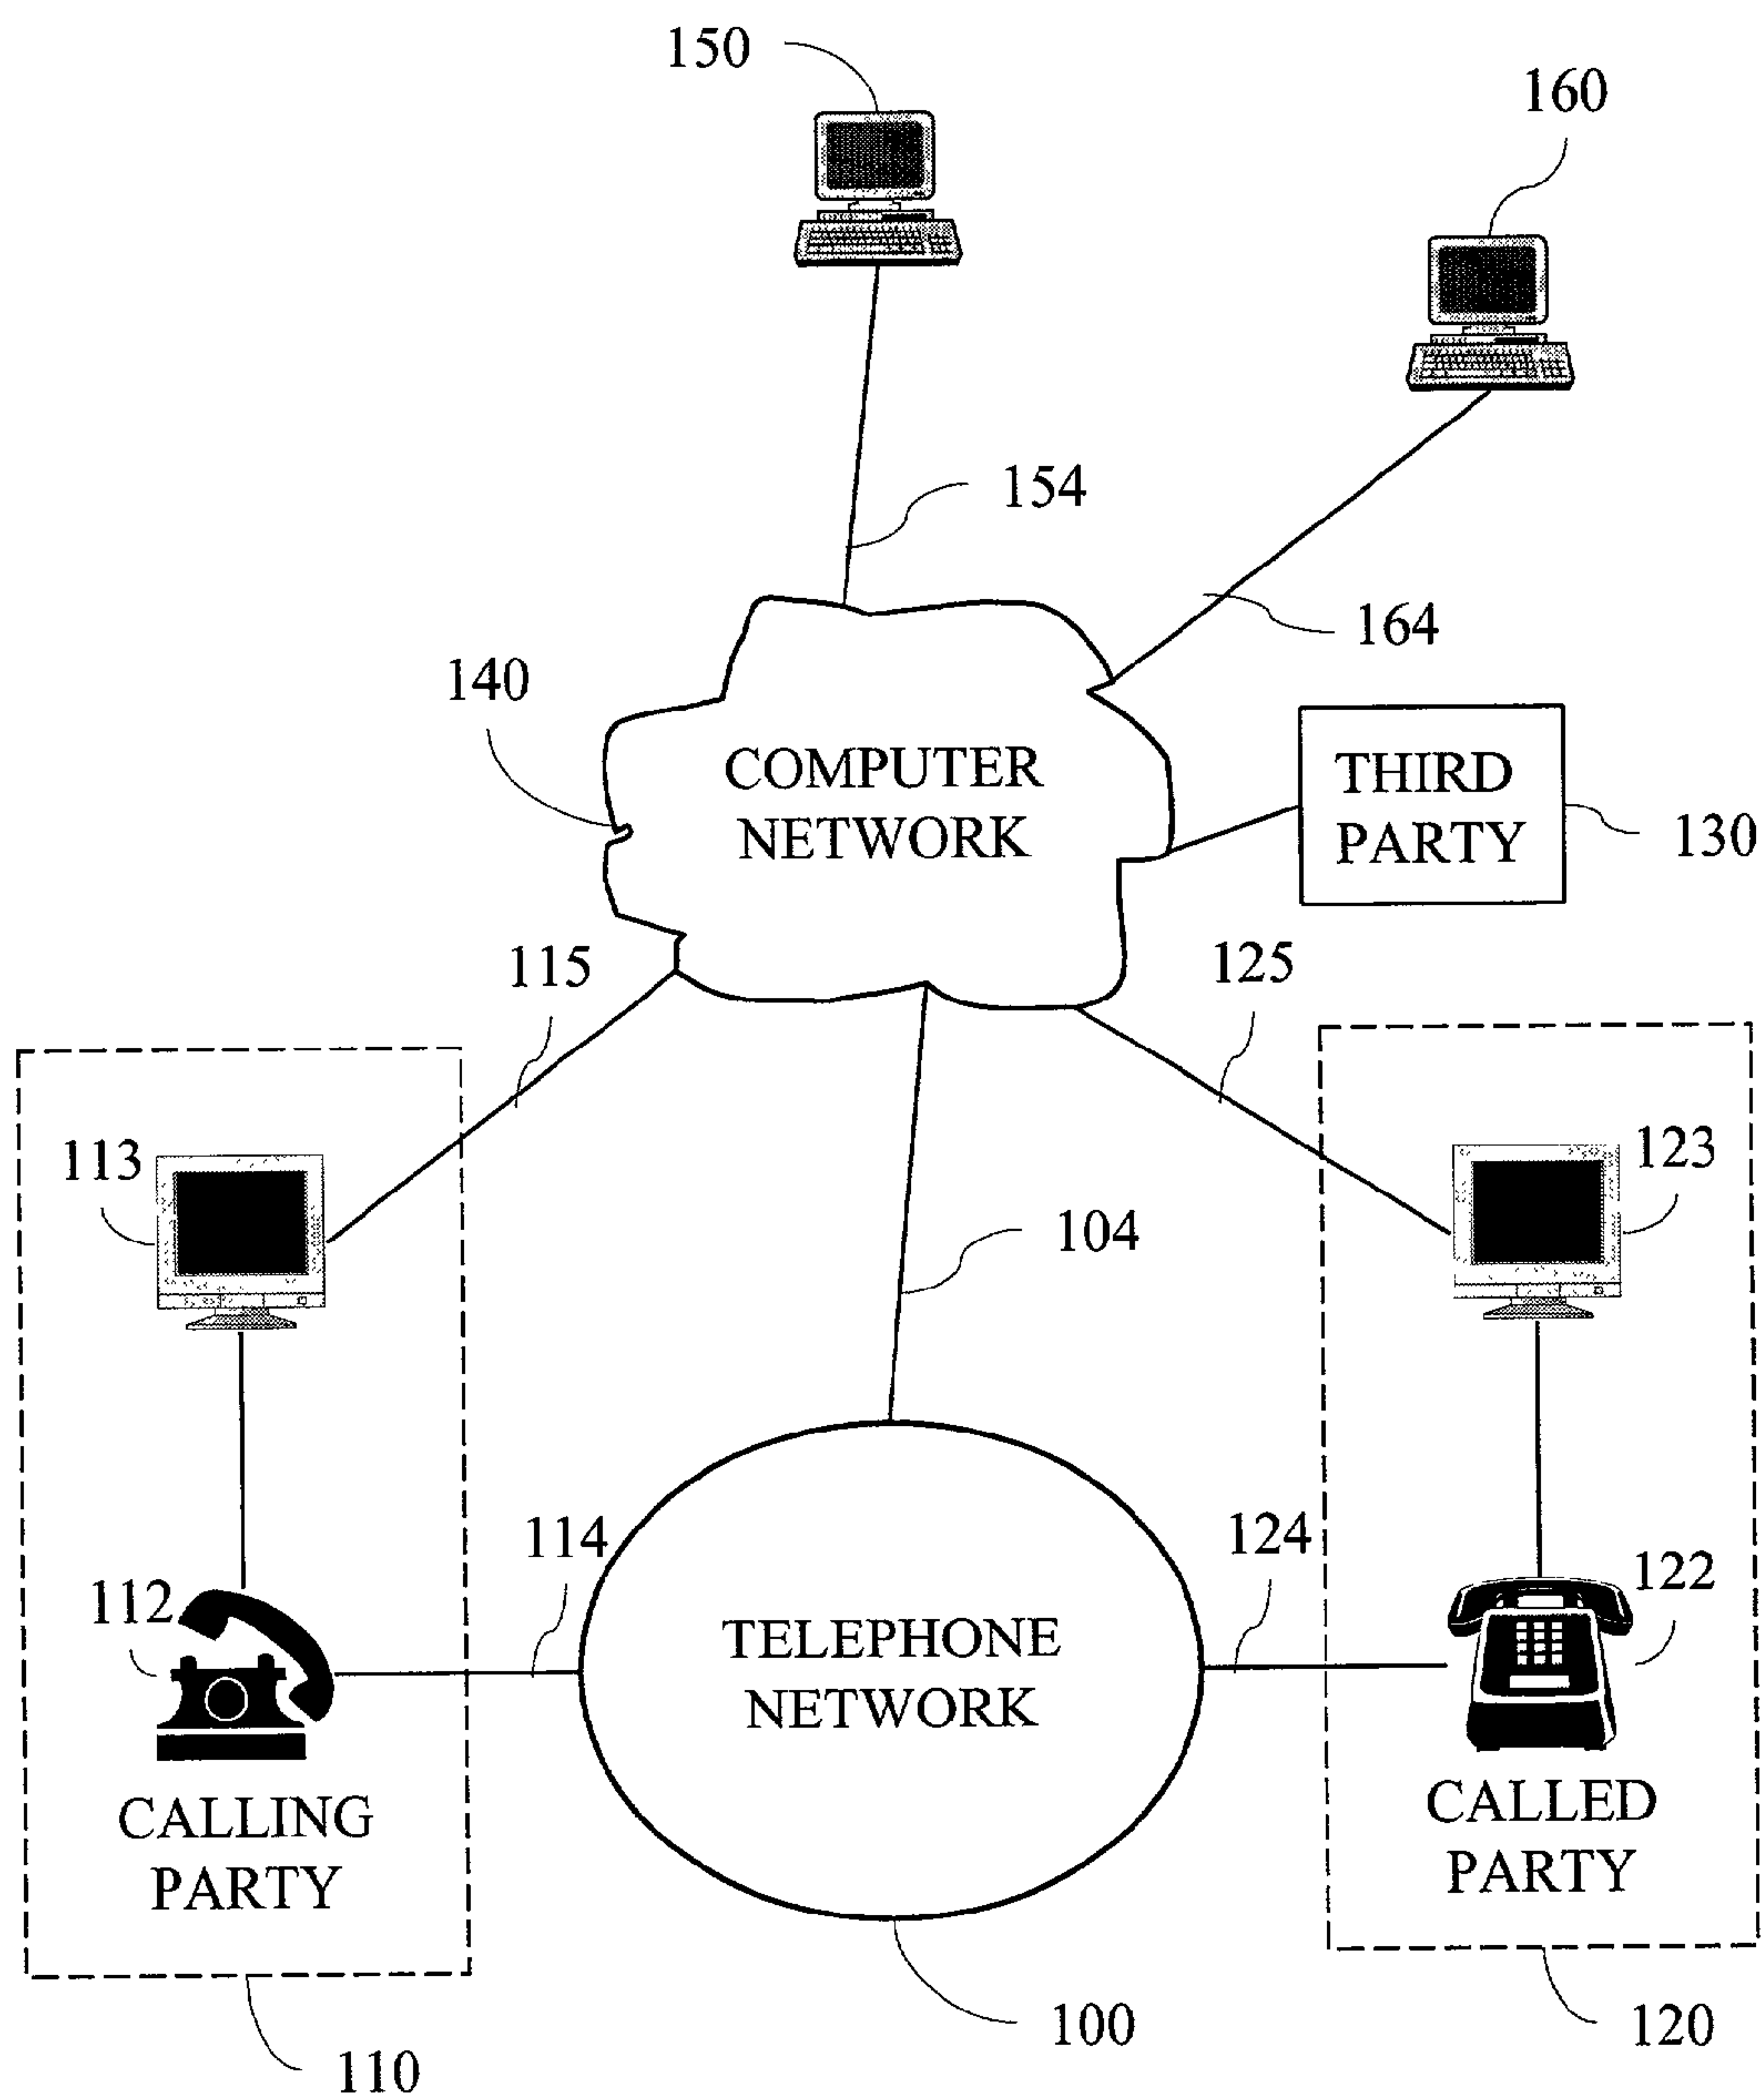 150
160
154
164
140
COMPUTER
NETWORK
THIRD
PARTY
130
115
125
113
123
104
114
124
112
122
TELEPHONE
NETWORK
CALLING
PARTY
CALLED
PARTY
100
120
110